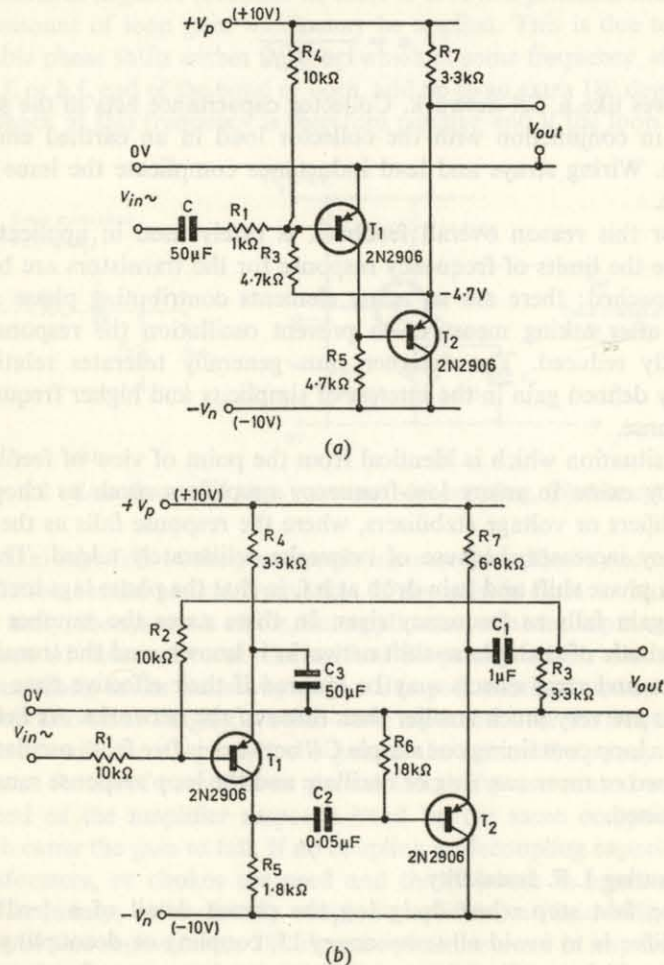 +Vp (+10V)
R4
10kΩ
R7
3·3kΩ
0V
Vout
Vin~
C
50μF
R1
1kΩ
R3
4·7kΩ
T1
2N2906
−4·7V
T2
2N2906
R5
4·7kΩ
−Vn
(−10V)
(a)
+Vp (+10V)
R4
3·3kΩ
R7
6·8kΩ
R2
10kΩ
C1
1μF
C3
50μF
R3
3·3kΩ
0V
Vout
Vin~
R1
10kΩ
R6
1·8kΩ
T1
2N2906
C2
0·05μF
T2
2N2906
R5
1·8kΩ
−Vn
(−10V)
(b)